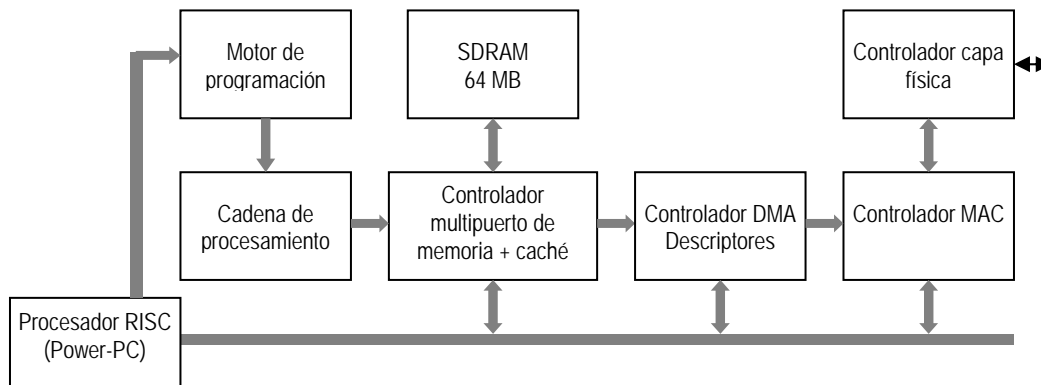 Motor de
programación
SDRAM
64 MB
Controlador capa
física
Cadena de
procesamiento
Controlador
multipuerto de
memoria + caché
Controlador DMA
Descriptores
Controlador MAC
Procesador RISC
(Power-PC)